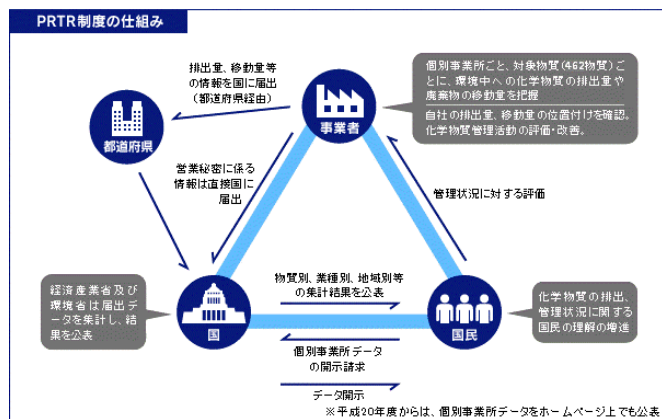 PRTR制度の仕組み
排出量、移動量等
の情報を国に届出
（都道府県経由）
事業者
個別事業所ごと、対象物質（462物質）ご
とに、環境中への化学物質の排出量や
廃棄物の移動量を把握
自社の排出量、移動量の位置付けを確認。
化学物質管理活動の評価・改善。
都道府県
営業秘密に係る
情報は直接国に
届出
管理状況に対する評価
経済産業省及び
環境省は届出デ
ータを集計し、結
果を公表
国
物質別、業種別、地域別等
の集計結果を公表
国民
化学物質の排出、
管理状況に関する
国民の理解の増進
個別事業所データ
の開示請求
データ開示
※平成20年度からは、個別事業所データをホームページ上でも公表